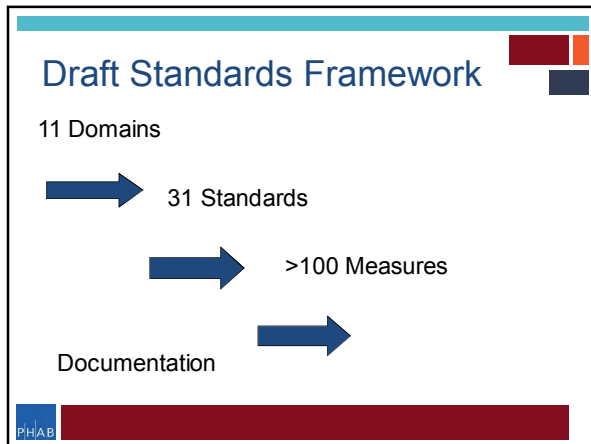 Draft Standards Framework
11 Domains
31 Standards
>100 Measures
Documentation
PHAB